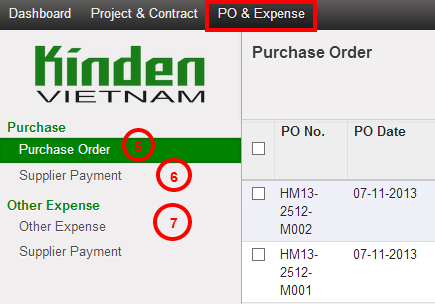 Dashboard Project & Contract PO & Expense
Kinden
VIETNAM
Purchase
Purchase Order 5
Supplier Payment 6
Other Expense
Other Expense 7
Supplier Payment
Purchase Order
PO No. PO Date
HM13-
2512-
M002
07-11-2013
HM13-
2512-
M001
07-11-2013